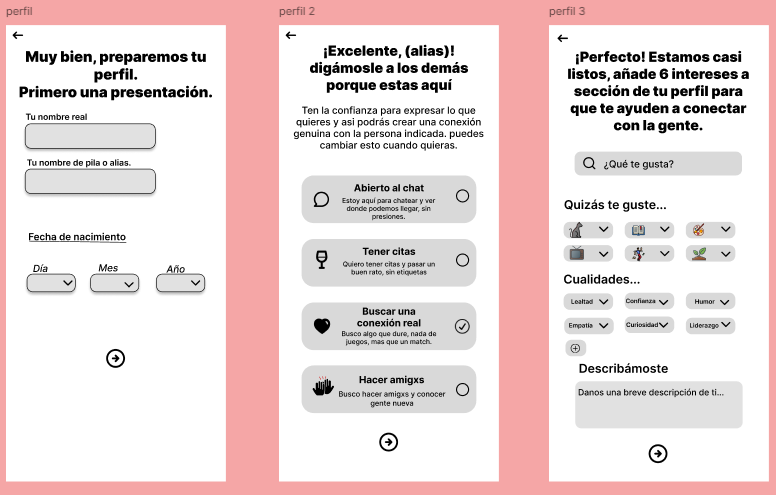 perfil
Muy bien, preparemos tu
perfil.
Primero una presentación.
Tu nombre real
Tu nombre de pila o alias.
Fecha de nacimiento
Día
Mes
Año
perfil 2
¡Excelente, (alias)!
digámosle a los demás
porque estas aquí
Ten la confianza para expresar lo que
quieres y asi podrás crear una conexión
genuina con la persona indicada. puedes
cambiar esto cuando quieras.
Abierto al chat
Estoy aquí para chatear y ver
donde podemos llegar, sin
presiones.
Tener citas
Quiero tener citas y pasar un
buen rato, sin etiquetas
Buscar una
conexión real
Busco algo que dure, nada de
juegos, mas que un match.
Hacer amigxs
Busco hacer amigxs y conocer
gente nueva
perfil 3
¡Perfecto! Estamos casi
listos, añade 6 intereses a
sección de tu perfil para
que te ayuden a conectar
con la gente.
¿Qué te gusta?
Quizás te guste...
Cualidades...
Lealtad
Confianza
Humor
Empatía
Curiosidad
Liderazgo
Describámoste
Danos una breve descripción de ti...